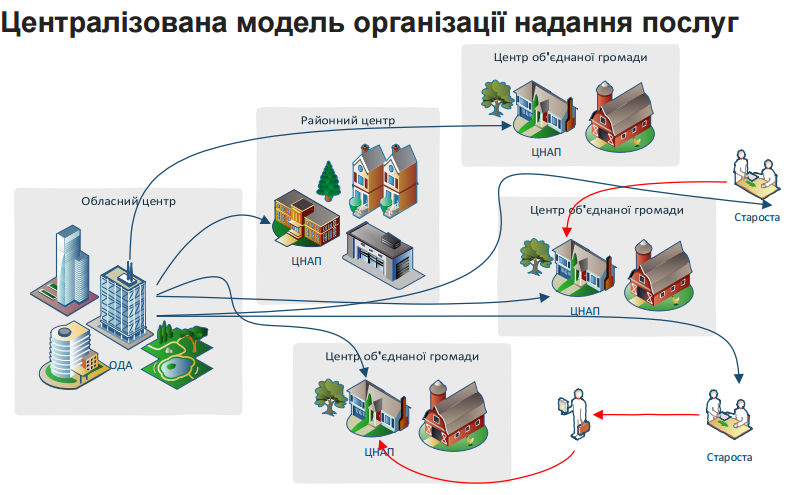 Централізована модель організації надання послуг
Центр об'єднаної громади
ЦНАП
Районний центр
ЦНАП
Обласний центр
ОДА
Староста
Центр об'єднаної громади
ЦНАП
Центр об'єднаної громади
ЦНАП
Староста